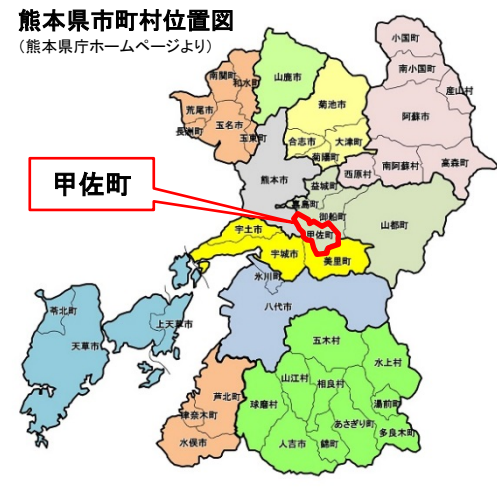 熊本県市町村位置図
（熊本県庁ホームページより）
小国町
南小国町
産山村
南関町
和水町
山鹿市
菊池市
阿蘇市
荒尾市
玉名市
長洲町
玉東町
合志市
大津町
菊陽町
西原村
南阿蘇村
高森町
熊本市
益城町
甲佐町
嘉島町
御船町
山都町
甲佐町
宇土市
宇城市
美里町
氷川町
八代市
苓北町
上天草市
天草市
五木村
水上村
山江村
相良村
湯前町
球磨村
あさぎり町
多良木町
人吉市
錦町
芦北町
津奈木町
水俣市